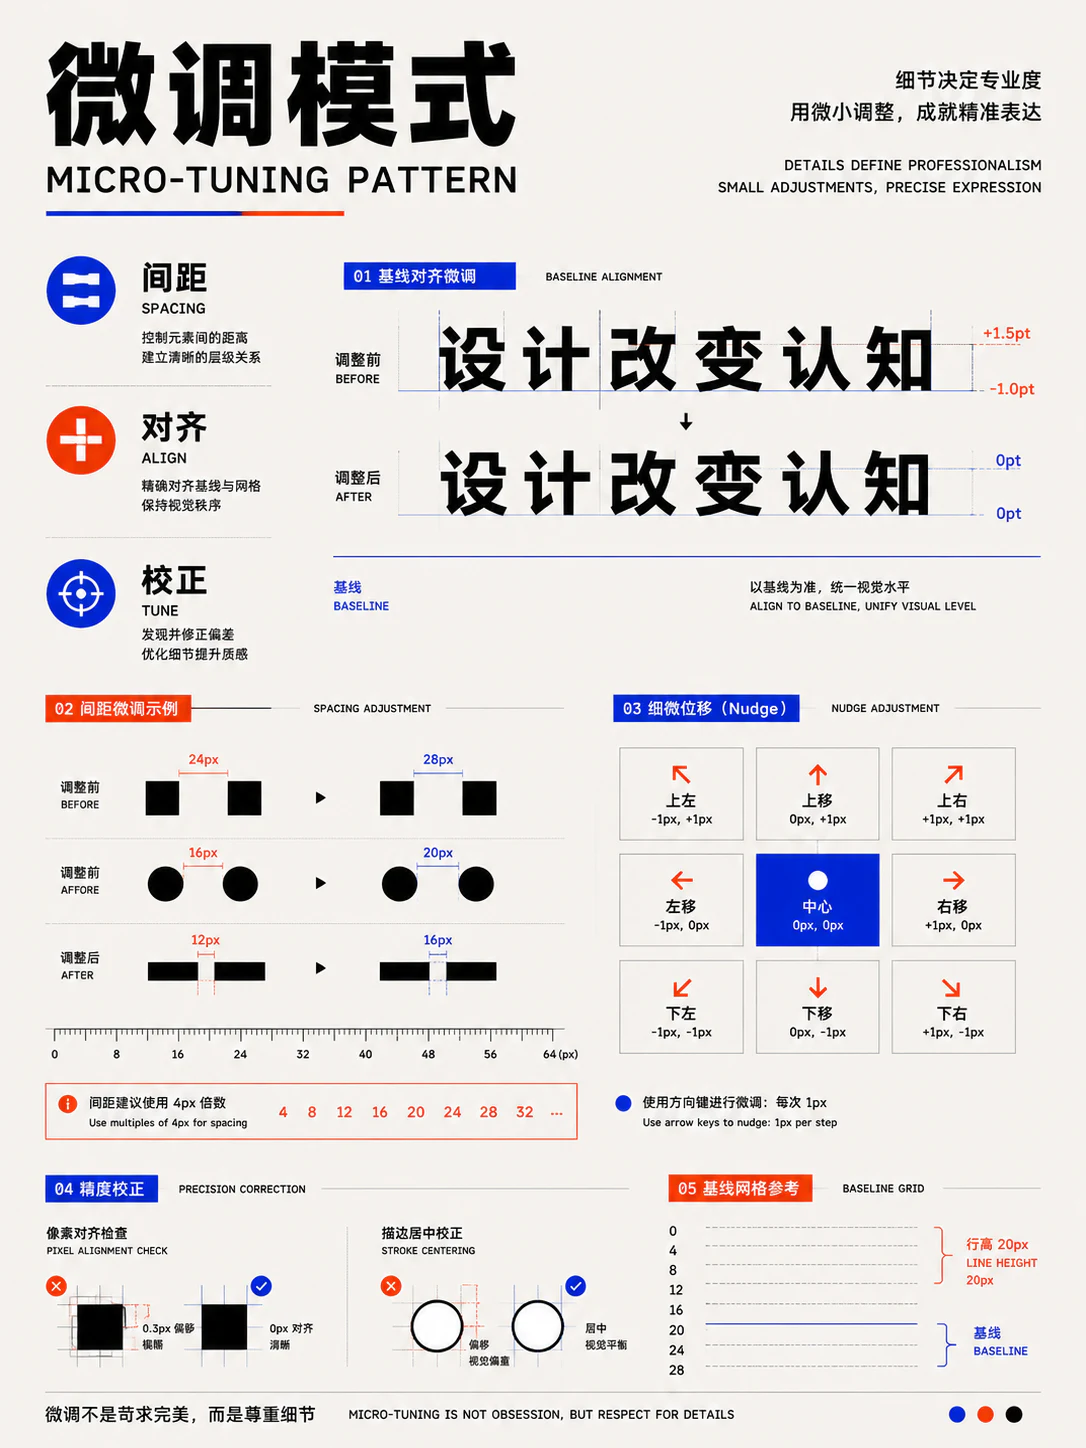 微调模式
MICRO-TUNING PATTERN
细节决定专业度
用微小调整，成就精准表达
DETAILS DEFINE PROFESSIONALISM
SMALL ADJUSTMENTS, PRECISE EXPRESSION
间距
SPACING
控制元素间的距离
建立清晰的层级关系
对齐
ALIGN
精确对齐基线与网格
保持视觉秩序
校正
TUNE
发现并修正偏差
优化细节提升质感
01 基线对齐微调
BASELINE ALIGNMENT
调整前
BEFORE
设计改变认知
+1.5pt
-1.0pt
调整后
AFTER
设计改变认知
0pt
0pt
基线
BASELINE
以基线为准，统一视觉水平
ALIGN TO BASELINE, UNIFY VISUAL LEVEL
02 间距微调示例
SPACING ADJUSTMENT
调整前
BEFORE
24px
28px
调整前
AFFORE
16px
20px
调整后
AFTER
12px
16px
0 8 16 24 32 40 48 56 64 (px)
间距建议使用 4px 倍数
Use multiples of 4px for spacing
4 8 12 16 20 24 28 32 ...
03 细微位移（Nudge）
NUDGE ADJUSTMENT
上左
-1px, +1px
上移
0px, +1px
上右
+1px, +1px
左移
-1px, 0px
中心
0px, 0px
右移
+1px, 0px
下左
-1px, -1px
下移
0px, -1px
下右
+1px, -1px
使用方向键进行微调：每次 1px
Use arrow keys to nudge: 1px per step
04 精度校正
PRECISION CORRECTION
像素对齐检查
PIXEL ALIGNMENT CHECK
0.3px
0px 对齐
清晰
描边居中校正
STROKE CENTERING
偏移
视觉偏
居中
视觉平衡
05 基线网格参考
BASELINE GRID
0
4
8
12
16
20
24
28
行高 20px
LINE HEIGHT
20px
基线
BASELINE
微调不是苛求完美，而是尊重细节
MICRO-TUNING IS NOT OBSESSION, BUT RESPECT FOR DETAILS